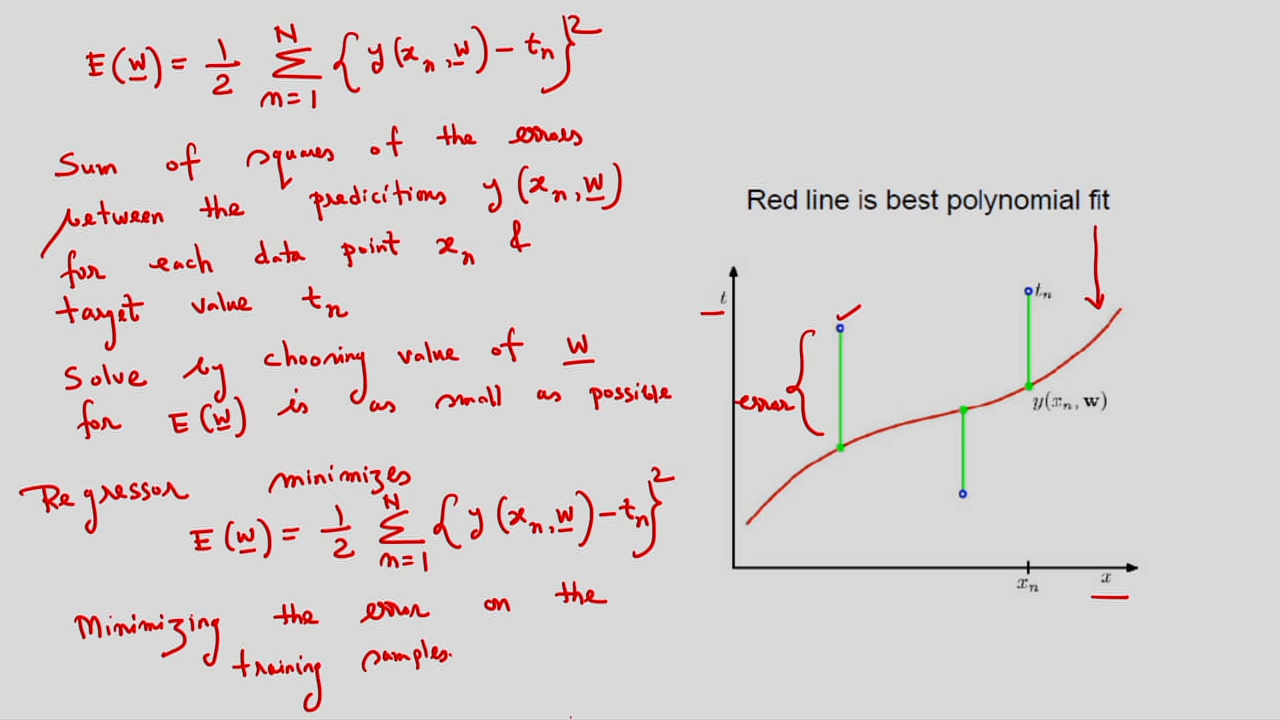 E(w) = 1/2 Σ_{n=1}^{N} {y(x_n, w) - t_n}^2
Sum of squares of the errors
between the predicitions y(x_n, w)
for each data point x_n &
target value t_n
Solve by choosing value of w
for E(w) is as small as possible
Regressor minimizes
E(w) = 1/2 Σ_{n=1}^{N} {y(x_n, w) - t_n}^2
Minimizing the error on the
training samples.
Red line is best polynomial fit
t
t_n
error
y(x_n, w)
x_n
x